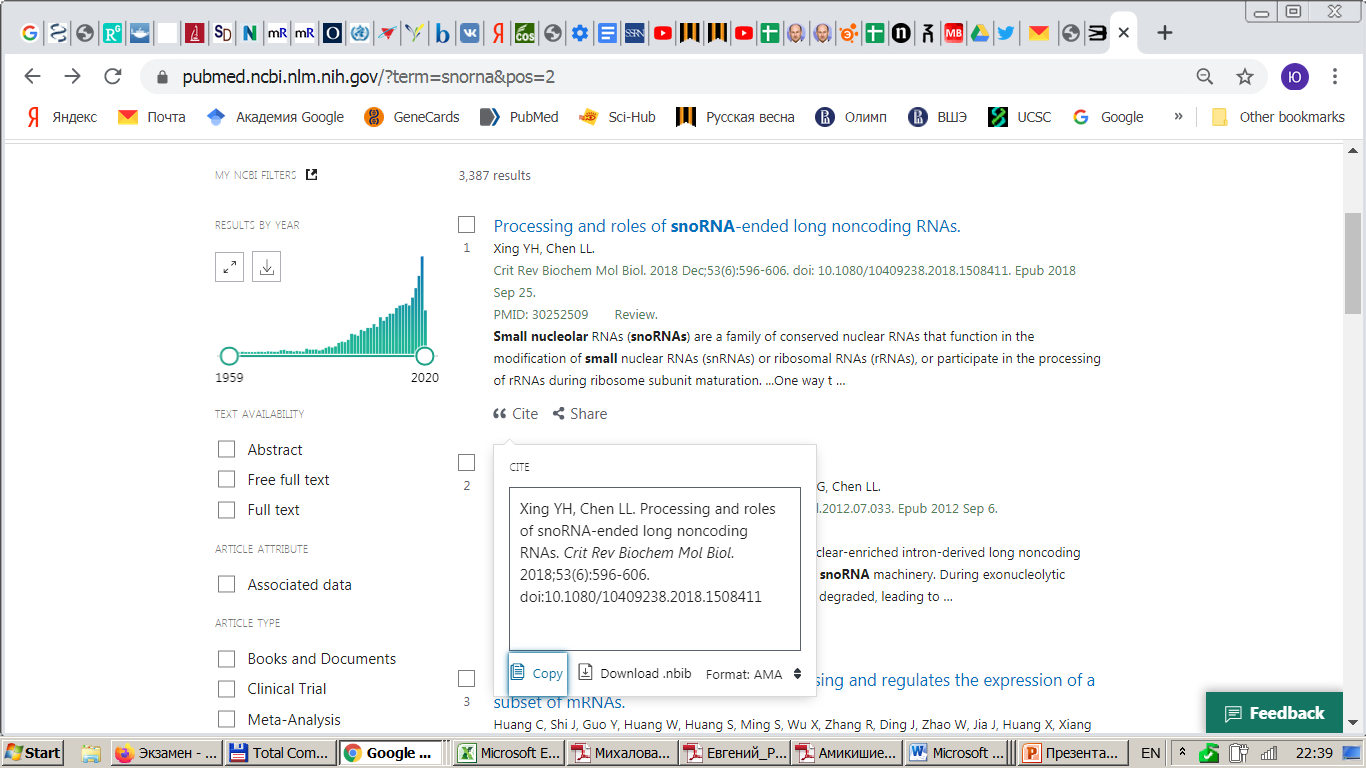 pubmed.ncbi.nlm.nih.gov/?term=snorna&pos=2
Ю
Яндекс
Почта
Академия Google
GeneCards
PubMed
Sci-Hub
Русская весна
Олимп
ВШЭ
UCSC
Google
»
Other bookmarks
MY NCBI FILTERS
3,387 results
RESULTS BY YEAR
1959
2020
TEXT AVAILABILITY
Abstract
Free full text
Full text
ARTICLE ATTRIBUTE
Associated data
ARTICLE TYPE
Books and Documents
Clinical Trial
Meta-Analysis
1
Processing and roles of snoRNA-ended long noncoding RNAs.
Xing YH, Chen LL.
Crit Rev Biochem Mol Biol. 2018 Dec;53(6):596-606. doi: 10.1080/10409238.2018.1508411. Epub 2018
Sep 25.
PMID: 30252509 Review.
Small nucleolar RNAs (snoRNAs) are a family of conserved nuclear RNAs that function in the
modification of small nuclear RNAs (snRNAs) or ribosomal RNAs (rRNAs), or participate in the processing
of rRNAs during ribosome subunit maturation. ...One way t ...
Cite Share
2
G, Chen LL.
.2012.07.033. Epub 2012 Sep 6.
clear-enriched intron-derived long noncoding
snoRNA machinery. During exonucleolytic
degraded, leading to ...
CITE
Xing YH, Chen LL. Processing and roles
of snoRNA-ended long noncoding
RNAs. Crit Rev Biochem Mol Biol.
2018;53(6):596-606.
doi:10.1080/10409238.2018.1508411
Copy Download .nbib Format: AMA
3
sing and regulates the expression of a
subset of mRNAs.
Huang C, Shi J, Guo Y, Huang W, Huang S, Ming S, Wu X, Zhang R, Ding J, Zhao W, Jia J, Huang X, Xiang
Feedback
Start
Экзамен - ...
Total Com...
Google ...
Microsoft E...
Михалова...
Евгений_Р...
Амикишие...
Microsoft ...
Презента...
EN
22:39